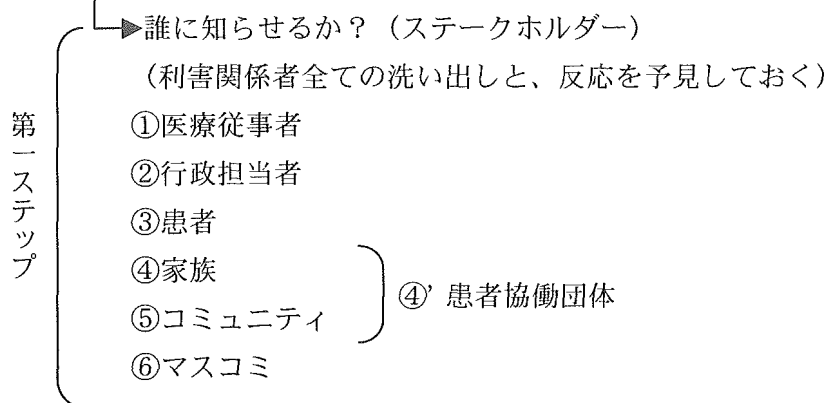 誰に知らせるか？（ステークホルダー）
（利害関係者全ての洗い出しと、反応を予見しておく）
第一ステップ
①医療従事者
②行政担当者
③患者
④家族
⑤コミュニティ
④’患者協働団体
⑥マスコミ